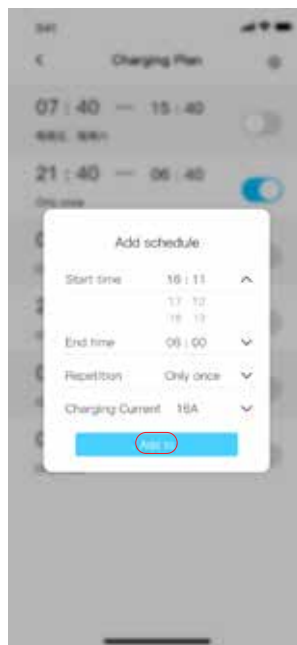 Charging Plan
07 : 40 — 15 : 40
21 : 40 — 06 : 40
Only once
Add schedule
Start time 16 : 11
17 12
18 13
End time 06 : 00
Repetition Only once
Charging Current 16A